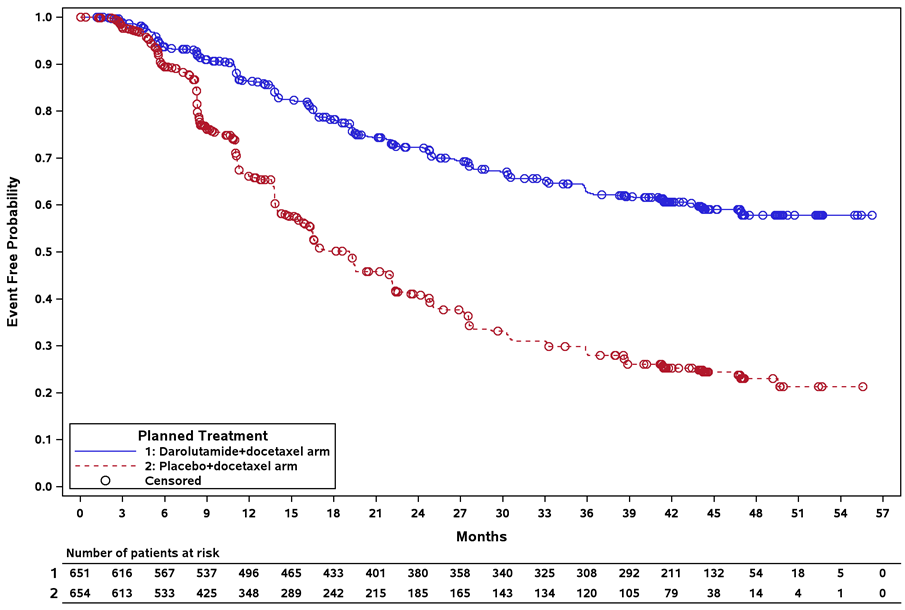 1.0
0.9
0.8
0.7
0.6
0.5
0.4
0.3
0.2
0.1
0.0
Event Free Probability
Planned Treatment
1: Darolutamide+docetaxel arm
2: Placebo+docetaxel arm
Censored
0 3 6 9 12 15 18 21 24 27 30 33 36 39 42 45 48 51 54 57
Months
Number of patients at risk
1 651 616 567 537 496 465 433 401 380 358 340 325 308 292 211 132 54 18 5 0
2 654 613 533 425 348 289 242 215 185 165 143 134 120 105 79 38 14 4 1 0